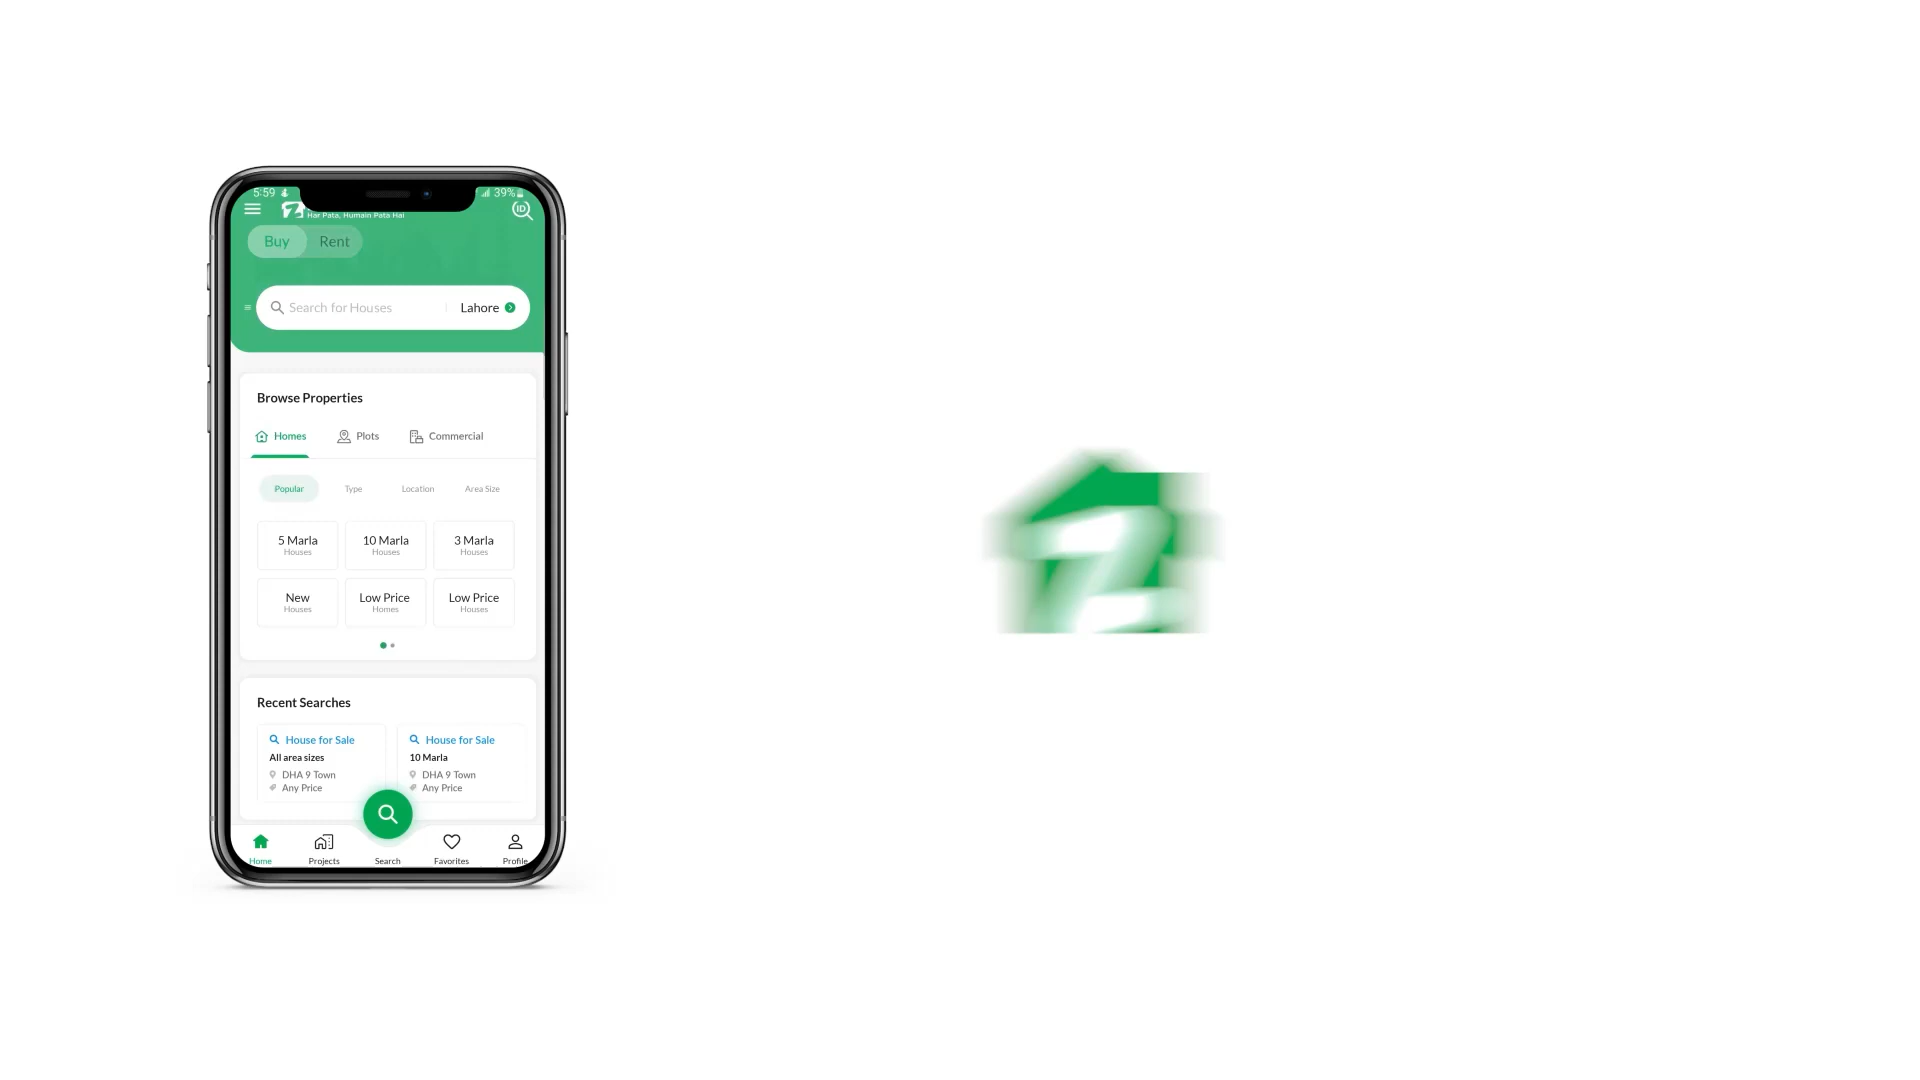 5:59
39%
Har Pata, Humain Pata Hai
ID
Buy Rent
Search for Houses Lahore
Browse Properties
Homes Plots Commercial
Popular Type Location Area Size
5 Marla 10 Marla 3 Marla
Houses Houses Houses
New Low Price Low Price
Houses Homes Houses
Recent Searches
House for Sale House for Sale
All area sizes 10 Marla
DHA 9 Town DHA 9 Town
Any Price Any Price
Home Projects Search Favorites Profile
Z